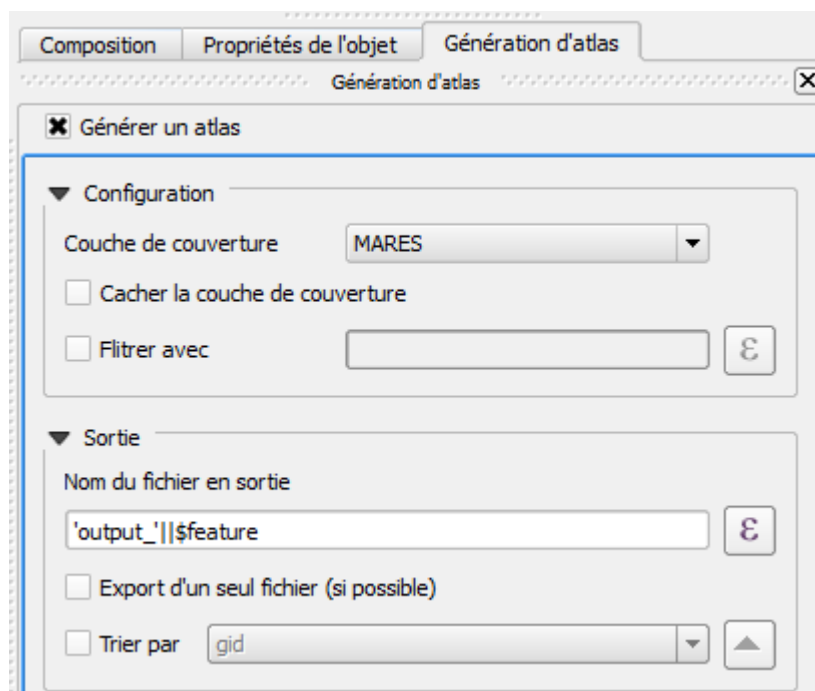 Composition Propriétés de l'objet Génération d'atlas
Génération d'atlas
Générer un atlas
Configuration
Couche de couverture MARES
Cacher la couche de couverture
Flitrer avec ε
Sortie
Nom du fichier en sortie
'output_'||$feature ε
Export d'un seul fichier (si possible)
Trier par gid